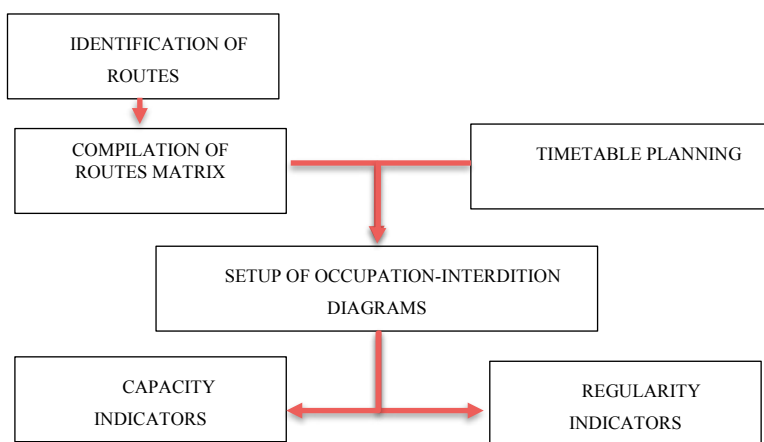 IDENTIFICATION OF
ROUTES
COMPILATION OF
ROUTES MATRIX
TIMETABLE PLANNING
SETUP OF OCCUPATION-INTERDITION
DIAGRAMS
CAPACITY
INDICATORS
REGULARITY
INDICATORS